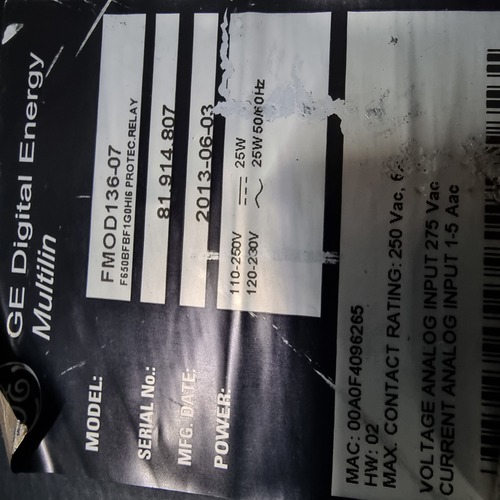 GE Digital Energy
Multilin
MODEL: FMOD136-07
F650BFBF1G0HI6 PROTEC.RELAY
SERIAL No.: 81.914.807
MFG. DATE: 2013-06-03
POWER: 110-250V ⎓ 25W
120-230V ~ 25W 50/60Hz
MAC: 00A0F4096265
HW: 02
MAX. CONTACT RATING: 250 Vac,
VOLTAGE ANALOG INPUT 275 Vac
CURRENT ANALOG INPUT 1-5 Aac